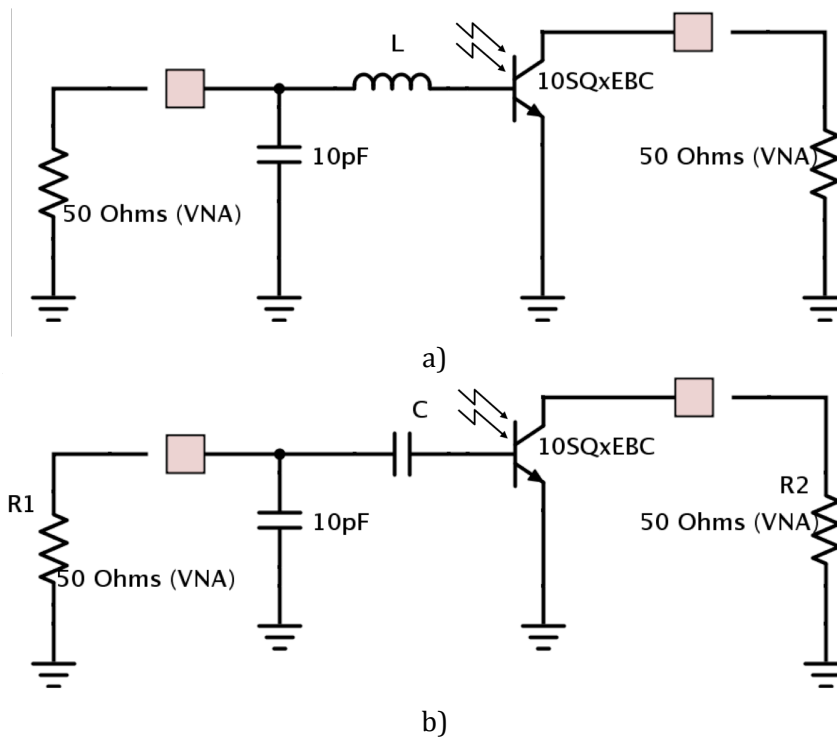 L
10SQxEBC
10pF
50 Ohms (VNA)
50 Ohms (VNA)
a)
C
10SQxEBC
R1
R2
10pF
50 Ohms (VNA)
50 Ohms (VNA)
b)